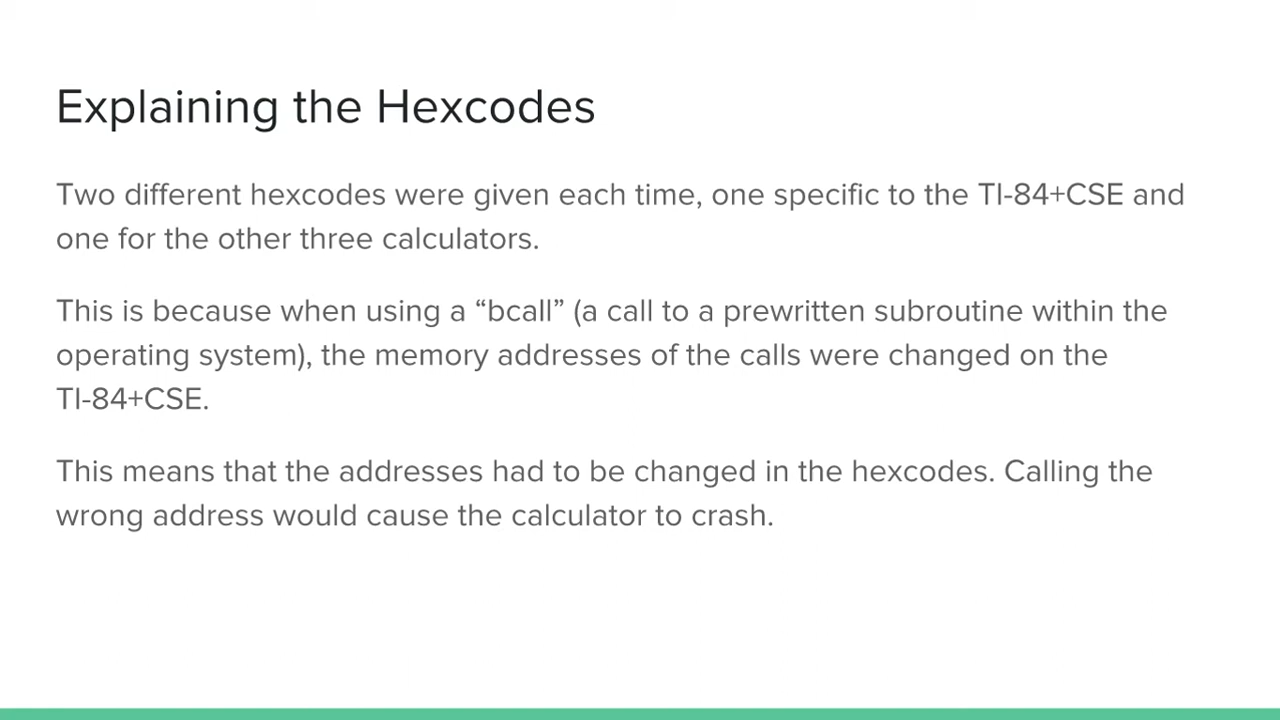 Explaining the Hexcodes
Two different hexcodes were given each time, one specific to the TI-84+CSE and
one for the other three calculators.
This is because when using a “bcall” (a call to a prewritten subroutine within the
operating system), the memory addresses of the calls were changed on the
TI-84+CSE.
This means that the addresses had to be changed in the hexcodes. Calling the
wrong address would cause the calculator to crash.